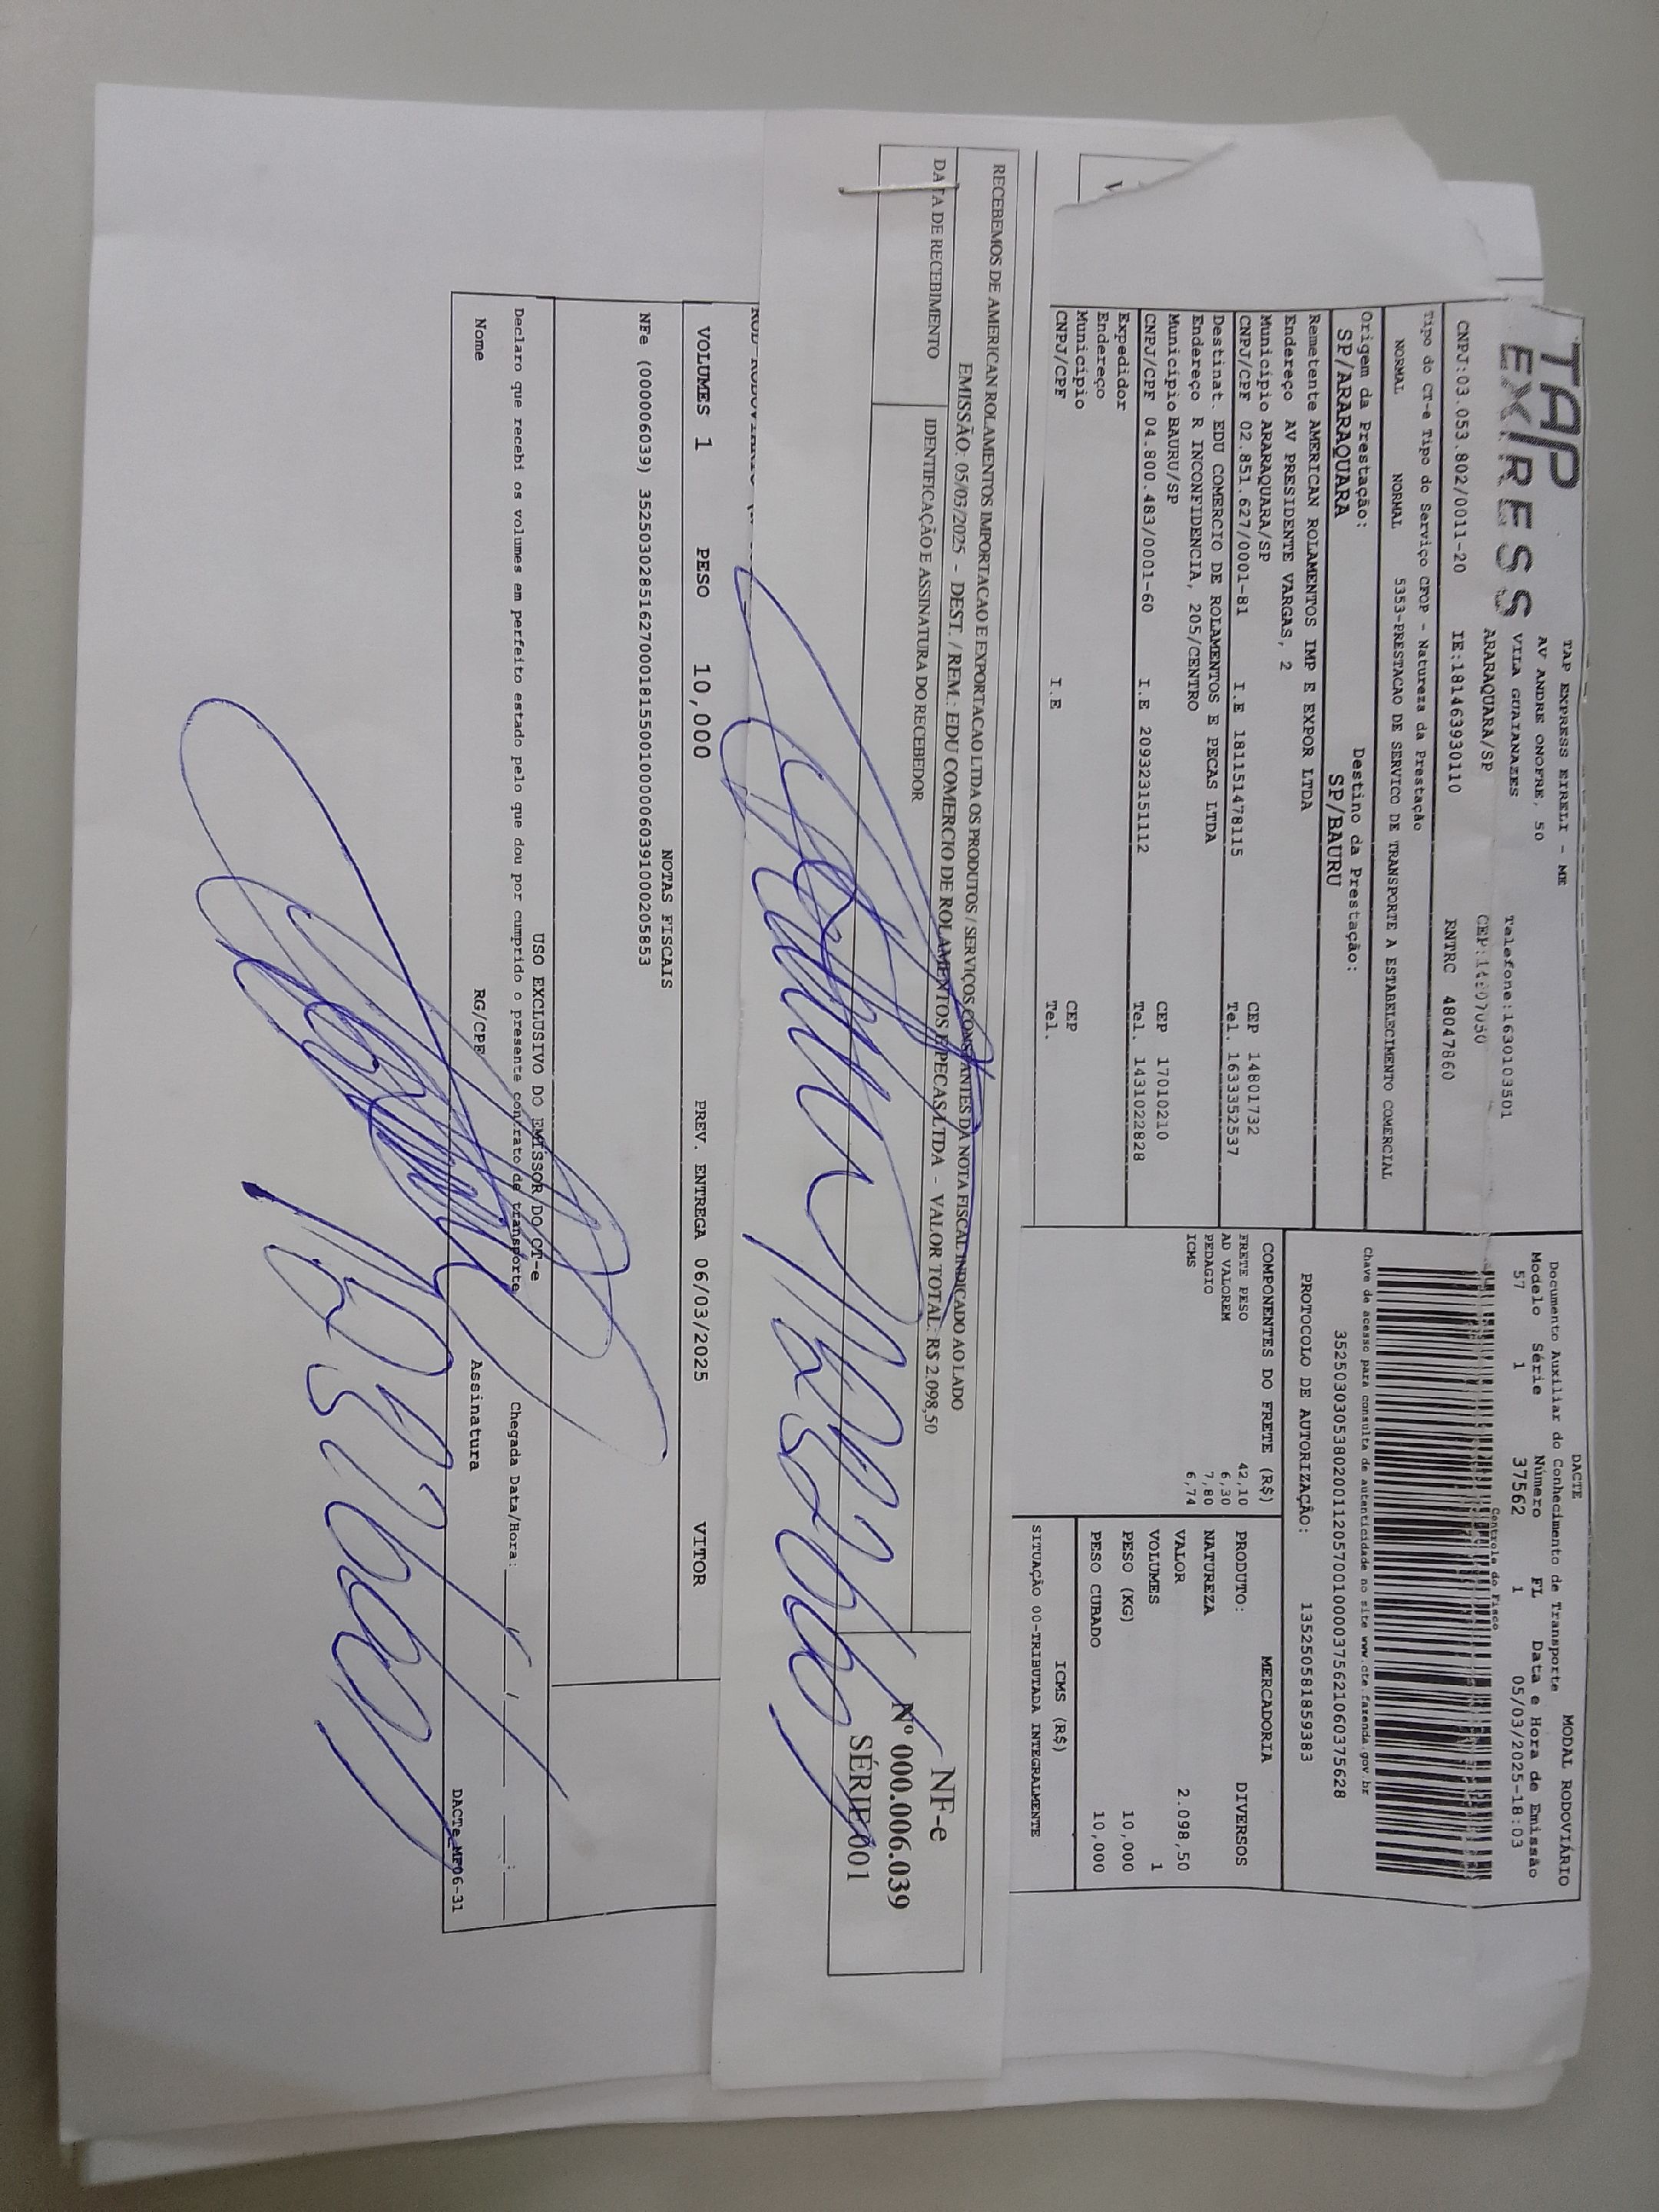 TAP
EXPRESS
TAP EXPRESS EIRELI - ME
AV ANDRE ONOFRE, 50
VILA GUAIANAZES
ARARAQUARA/SP
Telefone:1630103501
CNPJ:03.053.802/0011-20 IE:181463930110 RNTRC 48047860
Tipo do CT-e Tipo do Serviço CFOP - Natureza da Prestação
NORMAL NORMAL 5353-PRESTACAO DE SERVICO DE TRANSPORTE A ESTABELECIMENTO COMERCIAL
Origem da Prestação: Destino da Prestação:
SP/ARARAQUARA SP/BAURU
Remetente AMERICAN ROLAMENTOS IMP E EXPOR LTDA
Endereço AV PRESIDENTE VARGAS, 2
Município ARARAQUARA/SP CEP 14801732
CNPJ/CPF 02.851.627/0001-81 I.E 181151478115 Tel. 1633352537
Destinat. EDU COMERCIO DE ROLAMENTOS E PECAS LTDA
Endereço R INCONFIDENCIA, 205/CENTRO
Município BAURU/SP CEP 17010210
CNPJ/CPF 04.800.483/0001-60 I.E 209323151112 Tel. 1431022828
Expedidor
Endereço
Município CEP
CNPJ/CPF I.E Tel.
DACTE
Documento Auxiliar do Conhecimento de Transporte
MODAL RODOVIÁRIO
Modelo Série Número FL Data e Hora de Emissão
57 1 37562 1 05/03/2025-18:03
Controle do Fisco
Chave de acesso para consulta de autenticidade no site www.cte.fazenda.gov.br
35250303053802001120570010000375621060375628
PROTOCOLO DE AUTORIZAÇÃO: 135250581859383
COMPONENTES DO FRETE (R$)
FRETE PESO 42,10
AD VALOREM 6,30
PEDAGIO 7,80
ICMS 6,74
MERCADORIA
PRODUTO: DIVERSOS
NATUREZA
VALOR 2.098,50
VOLUMES 1
PESO (KG) 10,000
PESO CUBADO 10,000
ICMS (R$)
SITUAÇÃO 00-TRIBUTADA INTEGRALMENTE
RECEBEMOS DE AMERICAN ROLAMENTOS IMPORTACAO E EXPORTACAO LTDA OS PRODUTOS / SERVIÇOS CONSTANTES DA NOTA FISCAL INDICADO AO LADO
EMISSÃO: 05/03/2025 - DEST. / REM.: EDU COMERCIO DE ROLAMENTOS E PECAS LTDA - VALOR TOTAL: R$ 2.098,50
DATA DE RECEBIMENTO IDENTIFICAÇÃO E ASSINATURA DO RECEBEDOR
NF-e
Nº 000.006.039
SÉRIE 001
VOLUMES 1 PESO 10,000 PREV. ENTREGA 06/03/2025 VITOR
NOTAS FISCAIS
NFe (000006039) 35250302851627000181550010000060391000205853
USO EXCLUSIVO DO EMISSOR DO CT-e
Declaro que recebi os volumes em perfeito estado pelo que dou por cumprido o presente contrato de transporte Chegada Data/Hora: __/__/__ __:__
Nome RG/CPF Assinatura
DACTe_MF06-31